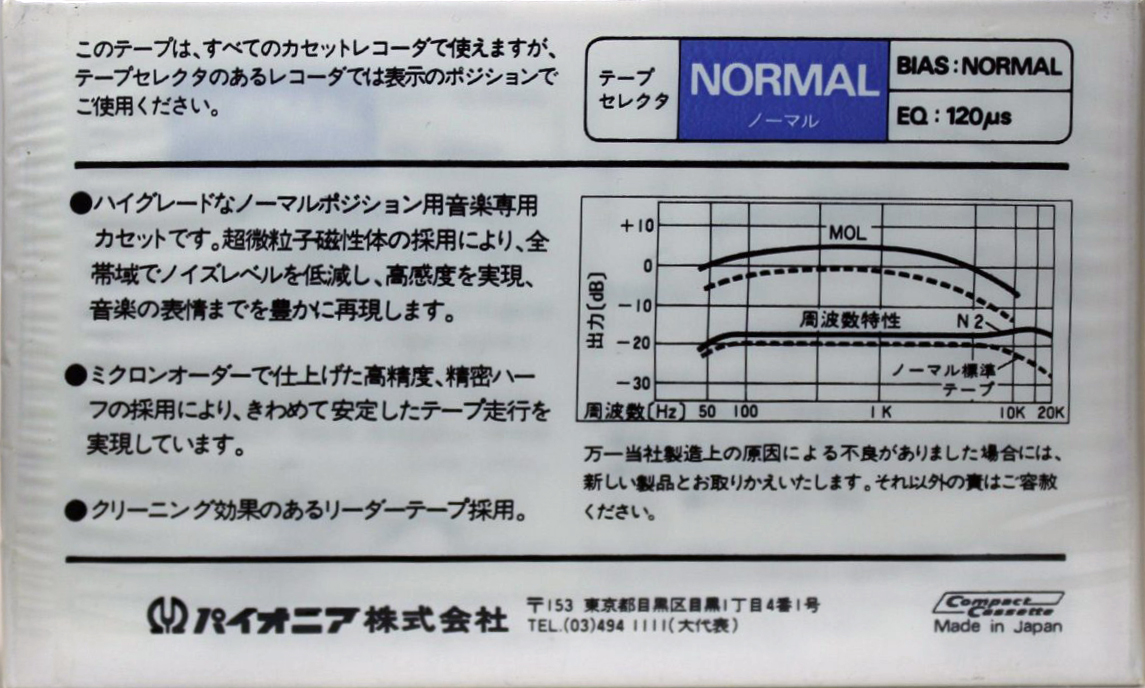 このテープは、すべてのカセットレコーダで使えますが、
テープセレクタのあるレコーダでは表示のポジションで
ご使用ください。
テープ
セレクタ
NORMAL
ノーマル
BIAS:NORMAL
EQ:120μs
●ハイグレードなノーマルポジション用音楽専用
カセットです。超微粒子磁性体の採用により、全
帯域でノイズレベルを低減し、高感度を実現、
音楽の表情までを豊かに再現します。
●ミクロンオーダーで仕上げた高精度、精密ハー
フの採用により、きわめて安定したテープ走行を
実現しています。
●クリーニング効果のあるリーダーテープ採用。
出力(dB)
+10
0
-10
-20
-30
MOL
周波数特性
N2
ノーマル標準
テープ
周波数(Hz) 50 100 1K 10K 20K
万一当社製造上の原因による不良がありました場合には、
新しい製品とお取りかえいたします。それ以外の責はご容赦
ください。
パイオニア株式会社
〒153 東京都目黒区目黒1丁目4番1号
TEL.(03)494 1111(大代表)
Compact
Cassette
Made in Japan